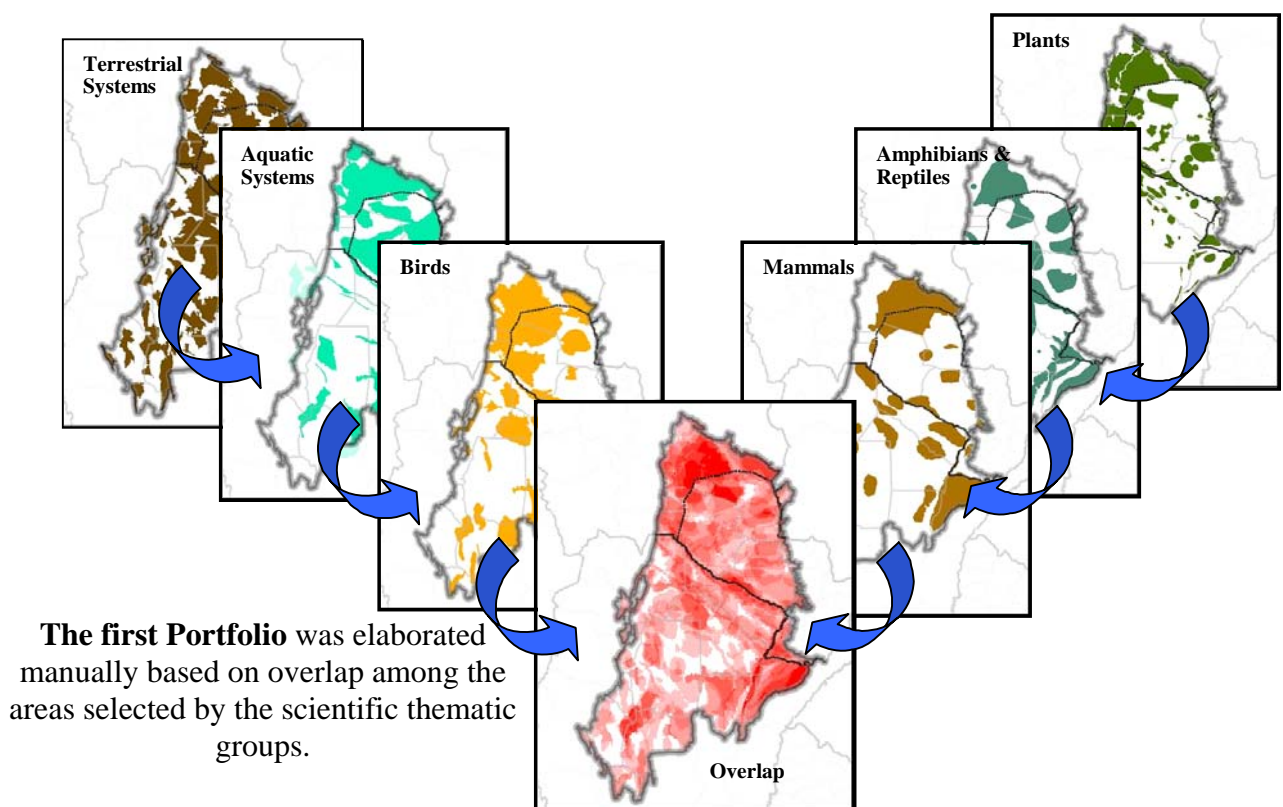 Terrestrial
Systems
Aquatic
Systems
Birds
Plants
Amphibians &
Reptiles
Mammals
The first Portfolio was elaborated
manually based on overlap among the
areas selected by the scientific thematic
groups.
Overlap